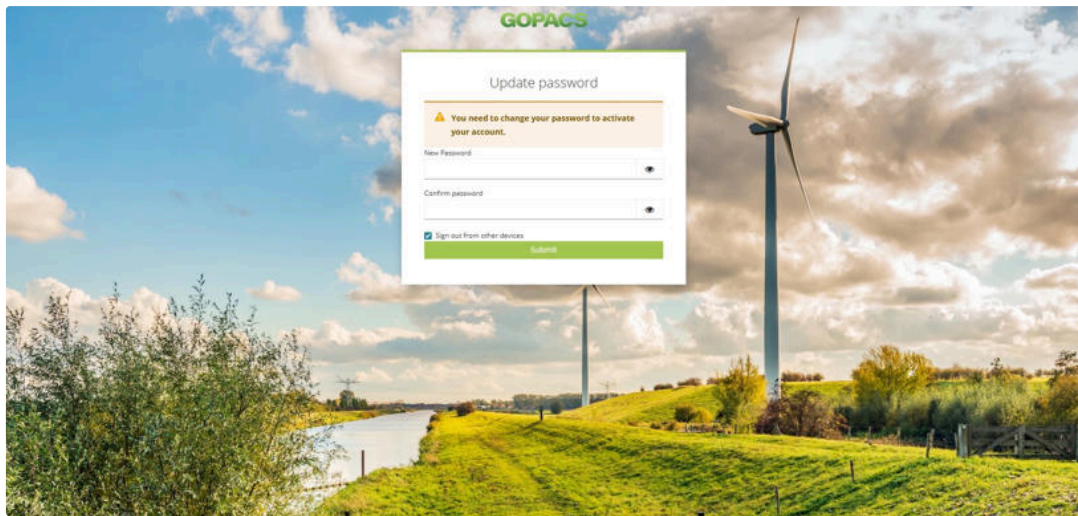 GOPACS
Update password
You need to change your password to activate
your account.
New Password
Confirm password
Sign out from other devices
Submit